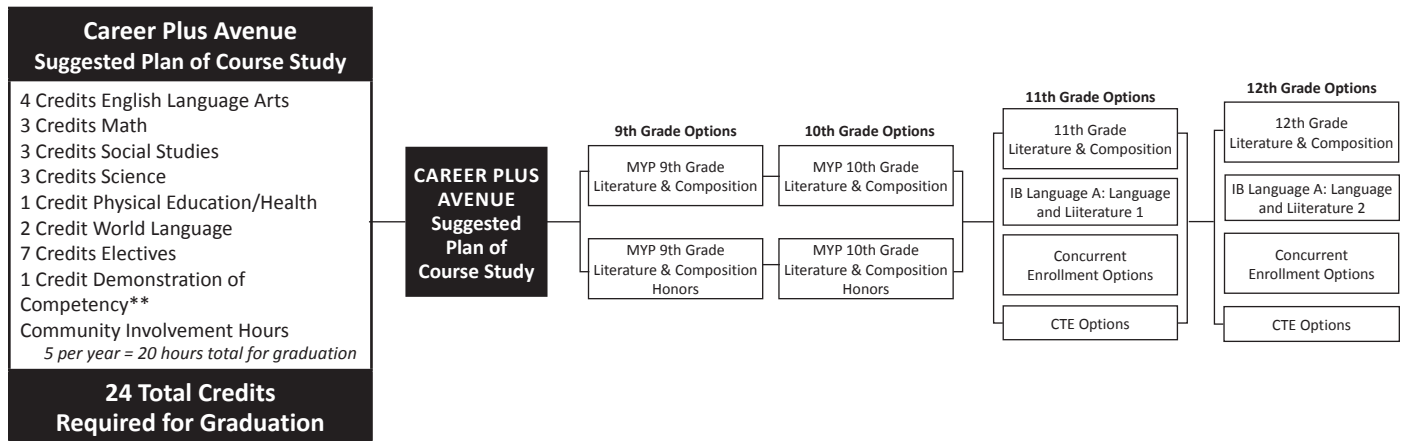 Career Plus Avenue
Suggested Plan of Course Study
4 Credits English Language Arts
3 Credits Math
3 Credits Social Studies
3 Credits Science
1 Credit Physical Education/Health
2 Credit World Language
7 Credits Electives
1 Credit Demonstration of
Competency**
Community Involvement Hours
5 per year = 20 hours total for graduation
24 Total Credits
Required for Graduation
CAREER PLUS
AVENUE
Suggested
Plan of
Course Study
9th Grade Options
MYP 9th Grade
Literature & Composition
MYP 9th Grade
Literature & Composition
Honors
10th Grade Options
MYP 10th Grade
Literature & Composition
MYP 10th Grade
Literature & Composition
Honors
11th Grade Options
11th Grade
Literature & Composition
IB Language A: Language
and Liiterature 1
Concurrent
Enrollment Options
CTE Options
12th Grade Options
12th Grade
Literature & Composition
IB Language A: Language
and Liiterature 2
Concurrent
Enrollment Options
CTE Options